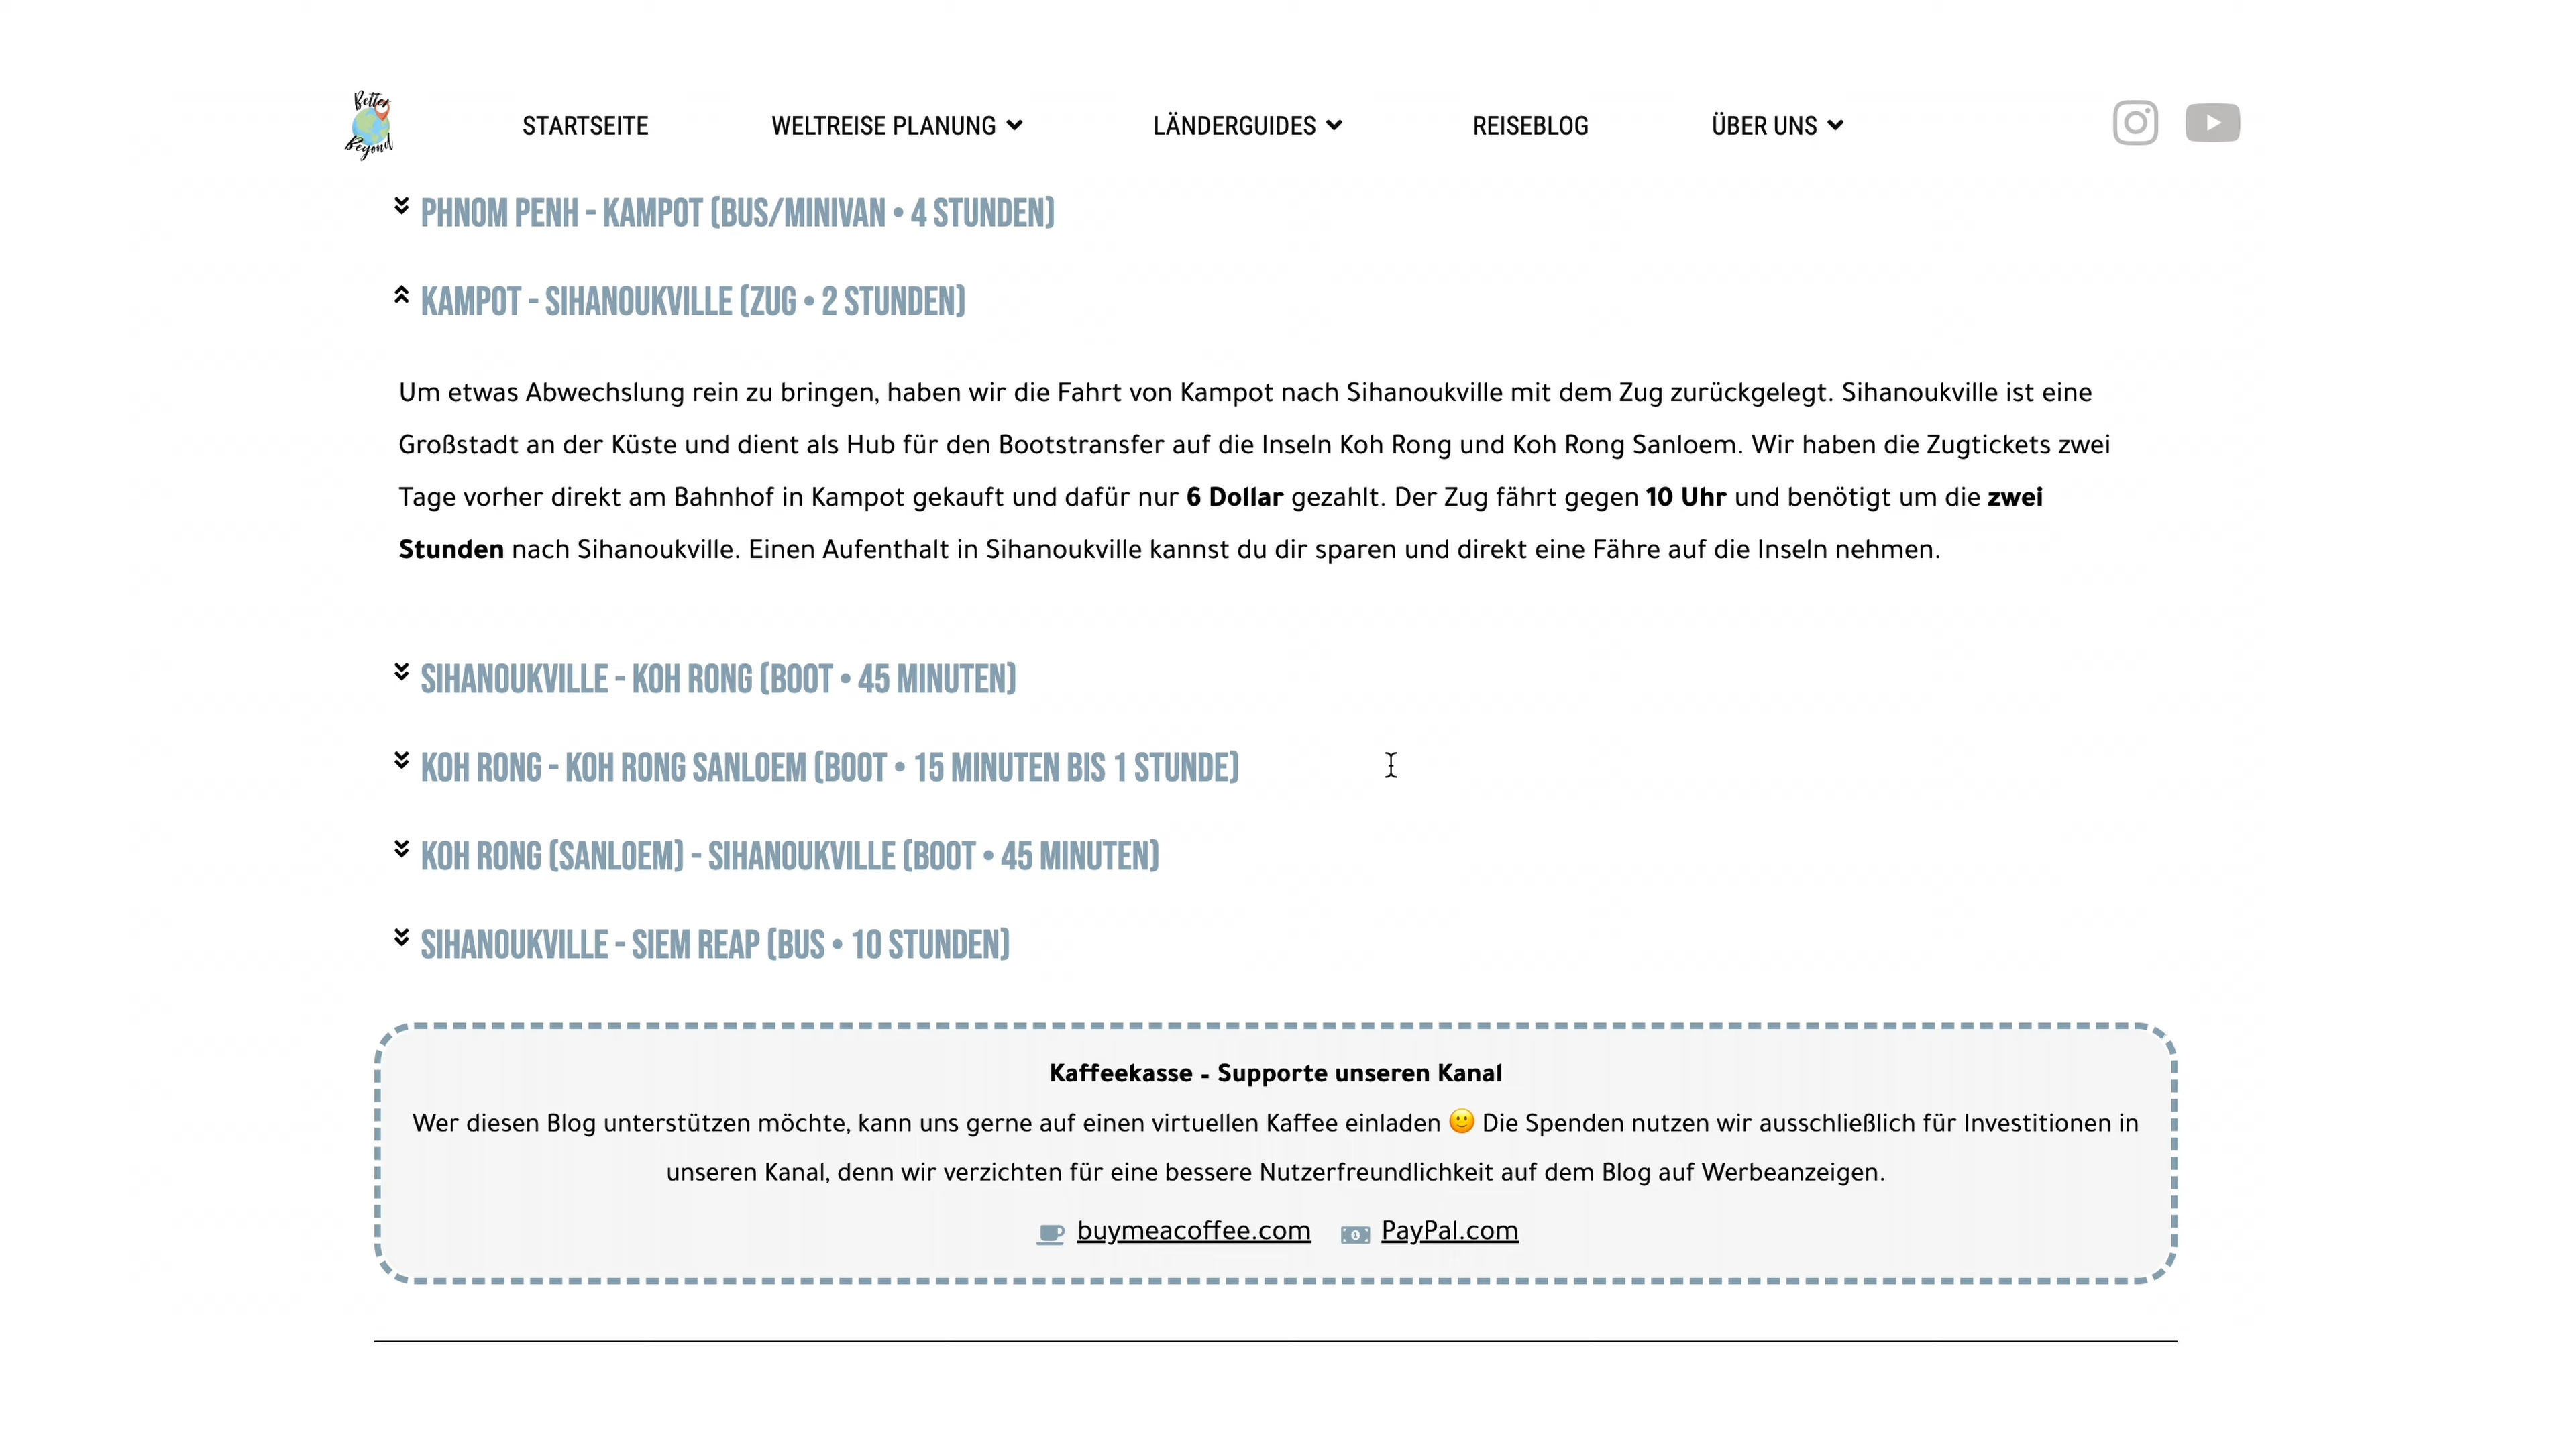 Better
Beyond
STARTSEITE
WELTREISE PLANUNG
LÄNDERGUIDES
REISEBLOG
ÜBER UNS
PHNOM PENH - KAMPOT (BUS/MINIVAN • 4 STUNDEN)
KAMPOT - SIHANOUKVILLE (ZUG • 2 STUNDEN)
Um etwas Abwechslung rein zu bringen, haben wir die Fahrt von Kampot nach Sihanoukville mit dem Zug zurückgelegt. Sihanoukville ist eine
Großstadt an der Küste und dient als Hub für den Bootstransfer auf die Inseln Koh Rong und Koh Rong Sanloem. Wir haben die Zugtickets zwei
Tage vorher direkt am Bahnhof in Kampot gekauft und dafür nur 6 Dollar gezahlt. Der Zug fährt gegen 10 Uhr und benötigt um die zwei
Stunden nach Sihanoukville. Einen Aufenthalt in Sihanoukville kannst du dir sparen und direkt eine Fähre auf die Inseln nehmen.
SIHANOUKVILLE - KOH RONG (BOOT • 45 MINUTEN)
KOH RONG - KOH RONG SANLOEM (BOOT • 15 MINUTEN BIS 1 STUNDE)
KOH RONG (SANLOEM) - SIHANOUKVILLE (BOOT • 45 MINUTEN)
SIHANOUKVILLE - SIEM REAP (BUS • 10 STUNDEN)
Kaffeekasse - Supporte unseren Kanal
Wer diesen Blog unterstützen möchte, kann uns gerne auf einen virtuellen Kaffee einladen 🙂 Die Spenden nutzen wir ausschließlich für Investitionen in
unseren Kanal, denn wir verzichten für eine bessere Nutzerfreundlichkeit auf dem Blog auf Werbeanzeigen.
buymeacoffee.com PayPal.com